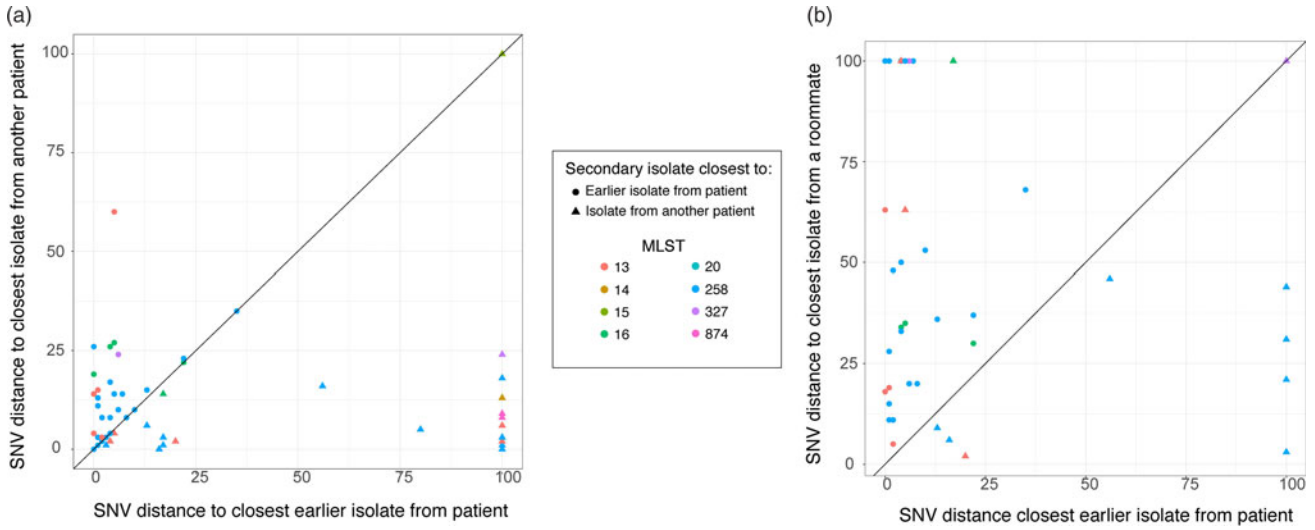 (a)
SNV distance to closest isolate from another patient
100
75
50
25
0
0 25 50 75 100
SNV distance to closest earlier isolate from patient
Secondary isolate closest to:
Earlier isolate from patient
Isolate from another patient
MLST
13 20
14 258
15 327
16 874
(b)
SNV distance to closest isolate from a roommate
100
75
50
25
0
0 25 50 75 100
SNV distance closest earlier isolate from patient